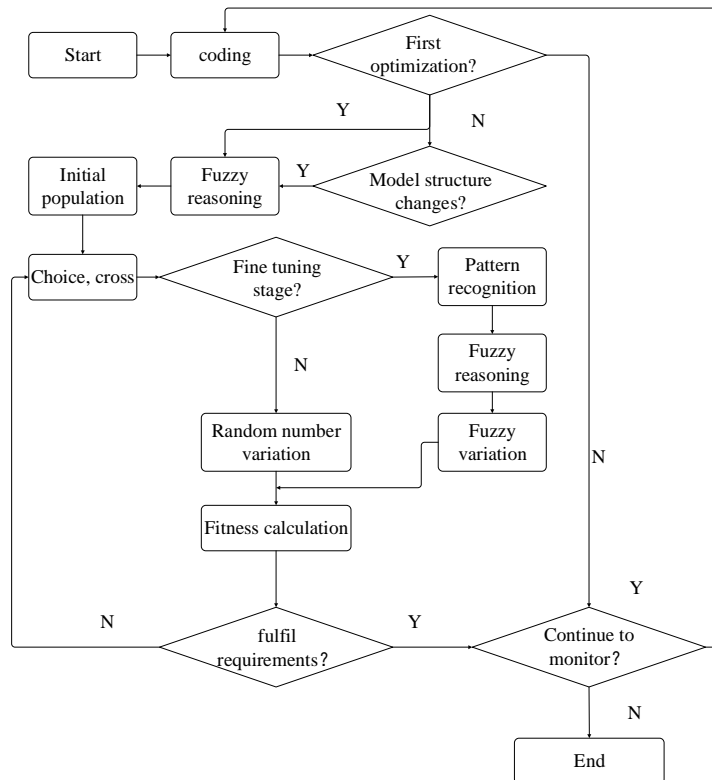 Start
coding
First
optimization?
Y
N
Initial
population
Fuzzy
reasoning
Y
Model structure
changes?
Choice, cross
Fine tuning
stage?
Y
Pattern
recognition
N
Fuzzy
reasoning
Random number
variation
Fuzzy
variation
N
Fitness calculation
N
fulfil
requirements?
Y
Continue to
monitor?
Y
N
End